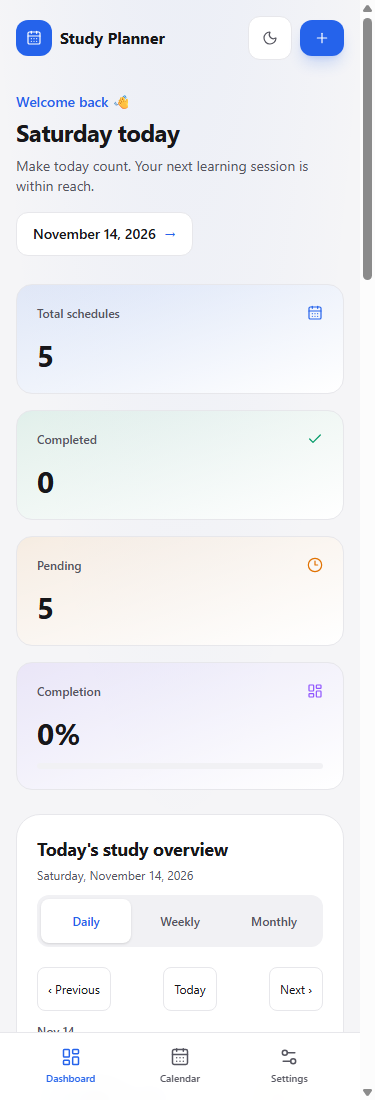 Study Planner
Welcome back 👋
Saturday today
Make today count. Your next learning session is
within reach.
November 14, 2026 →
Total schedules
5
Completed
0
Pending
5
Completion
0%
Today's study overview
Saturday, November 14, 2026
Daily Weekly Monthly
‹ Previous Today Next ›
Nov 14
Dashboard Calendar Settings